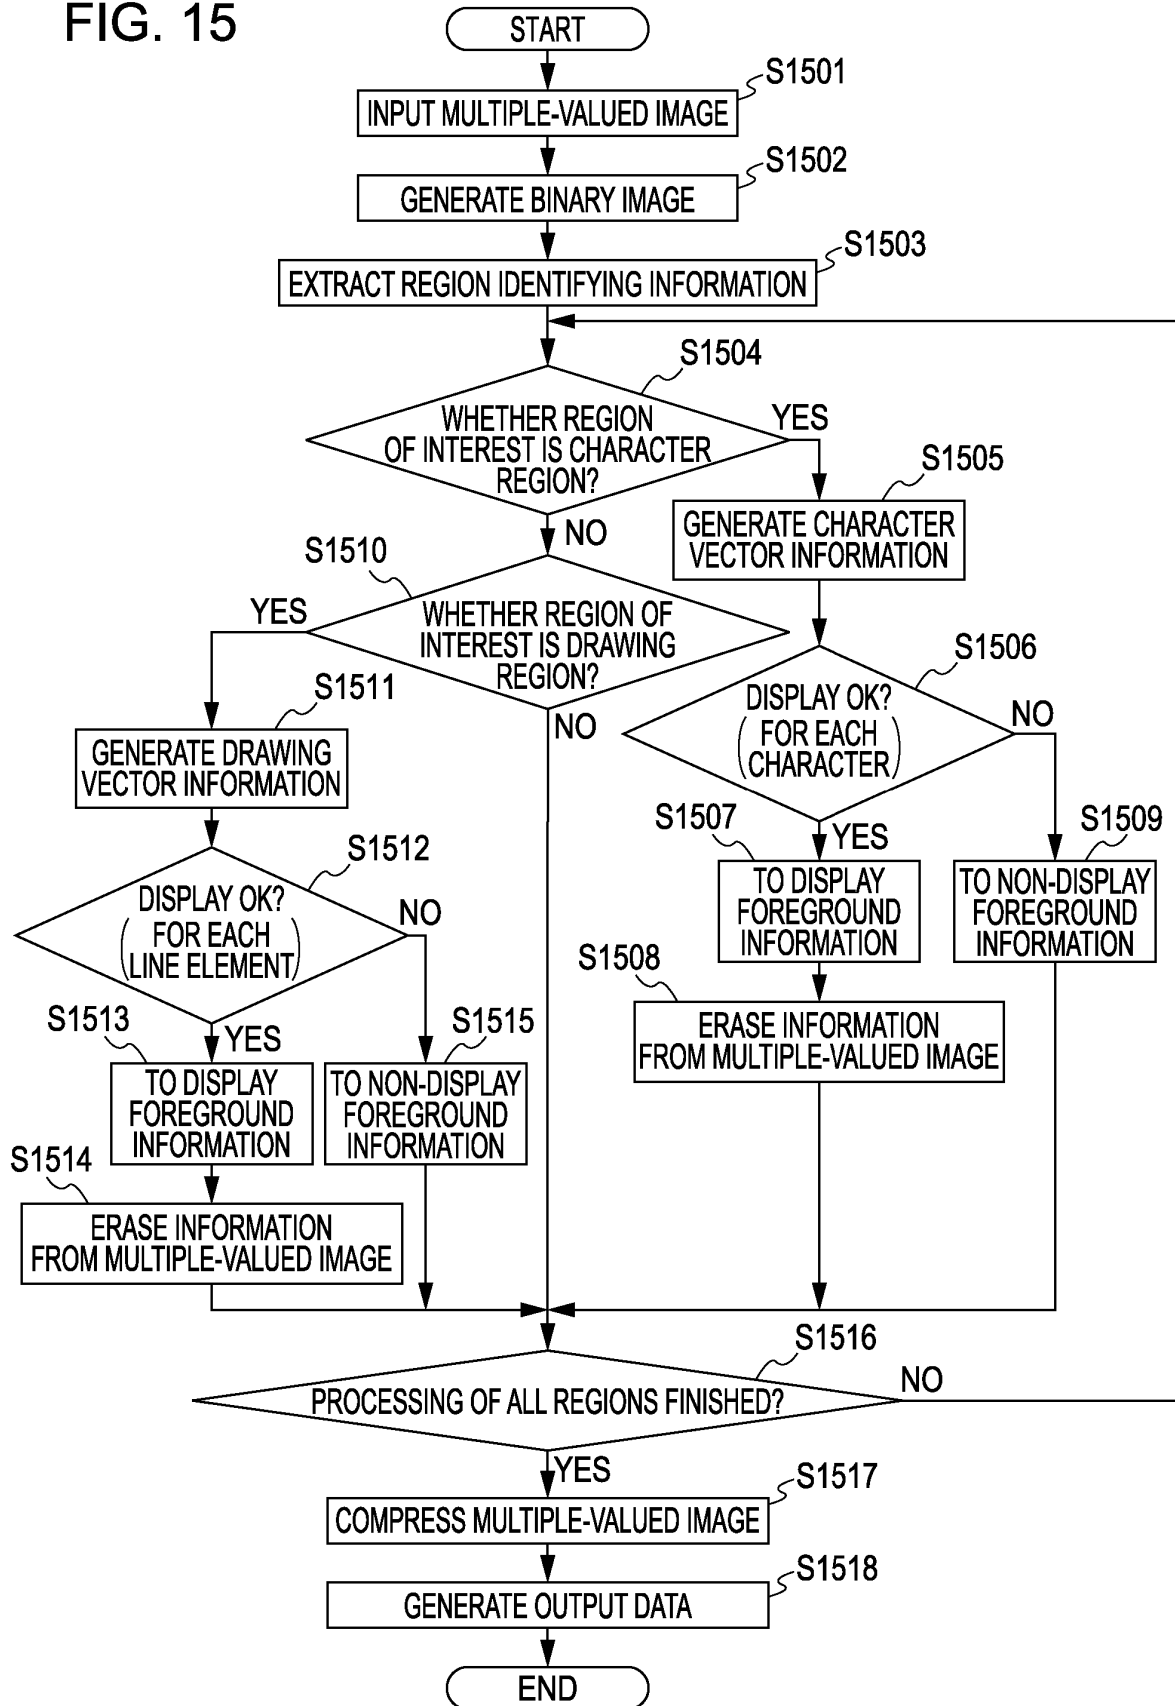 FIG. 15
START
S1501
INPUT MULTIPLE-VALUED IMAGE
S1502
GENERATE BINARY IMAGE
S1503
EXTRACT REGION IDENTIFYING INFORMATION
S1504
WHETHER REGION
OF INTEREST IS CHARACTER
REGION?
YES
NO
S1505
GENERATE CHARACTER
VECTOR INFORMATION
S1510
WHETHER REGION OF
INTEREST IS DRAWING
REGION?
YES
NO
S1506
DISPLAY OK?
(FOR EACH
CHARACTER)
NO
YES
S1511
GENERATE DRAWING
VECTOR INFORMATION
S1507
TO DISPLAY
FOREGROUND
INFORMATION
S1509
TO NON-DISPLAY
FOREGROUND
INFORMATION
S1512
DISPLAY OK?
(FOR EACH
LINE ELEMENT)
NO
YES
S1508
ERASE INFORMATION
FROM MULTIPLE-VALUED IMAGE
S1513
TO DISPLAY
FOREGROUND
INFORMATION
S1515
TO NON-DISPLAY
FOREGROUND
INFORMATION
S1514
ERASE INFORMATION
FROM MULTIPLE-VALUED IMAGE
S1516
PROCESSING OF ALL REGIONS FINISHED?
NO
YES
S1517
COMPRESS MULTIPLE-VALUED IMAGE
S1518
GENERATE OUTPUT DATA
END